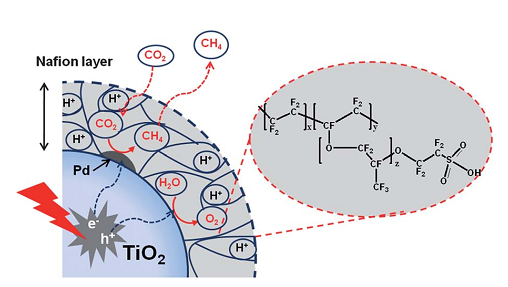 Nafion layer
CO2
CH4
H+
H+
CO2
H+
CH4
H+
Pd
H2O
H+
O2
e-
h+
TiO2
H+
F2
C
C
F2
x
F2
C
CF
y
O
CF2
CF
CF3
z
O
C
F2
F2
C
S
O
O
OH